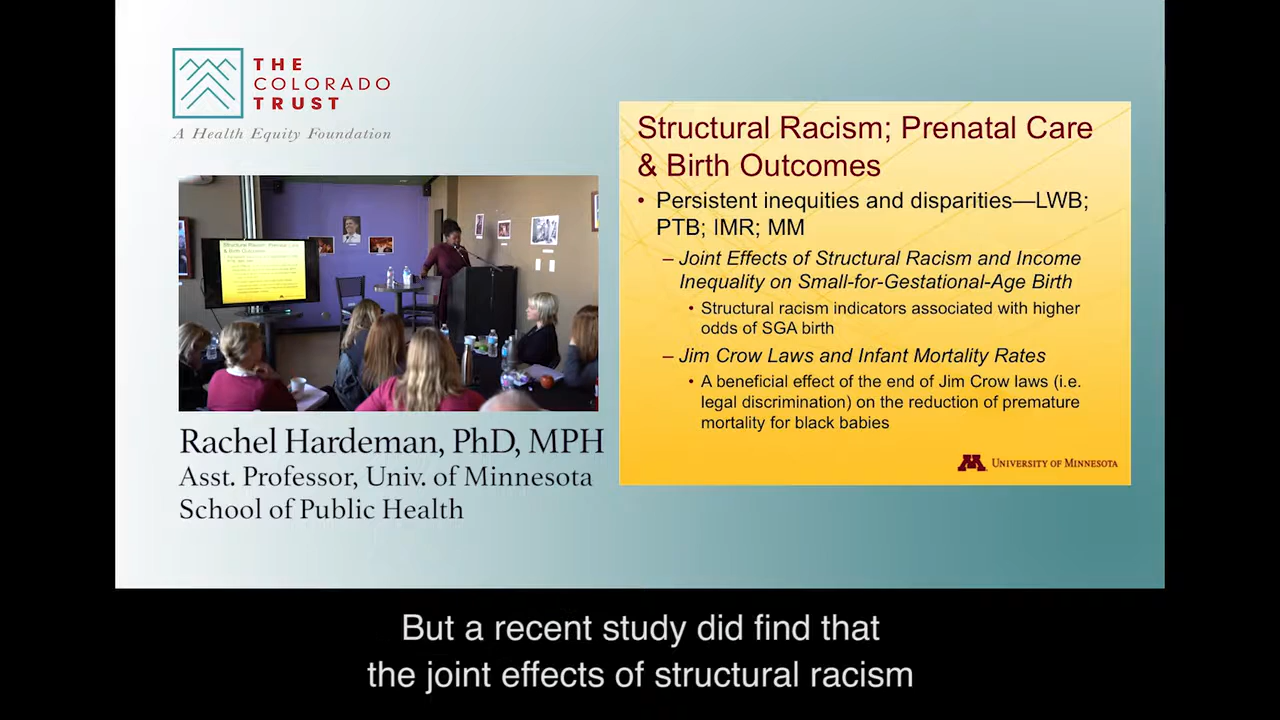 THE
COLORADO
TRUST
A Health Equity Foundation
Structural Racism; Prenatal Care
& Birth Outcomes
• Persistent inequities and disparities—LWB;
PTB; IMR; MM
– Joint Effects of Structural Racism and Income
Inequality on Small-for-Gestational-Age Birth
• Structural racism indicators associated with higher
odds of SGA birth
– Jim Crow Laws and Infant Mortality Rates
• A beneficial effect of the end of Jim Crow laws (i.e.
legal discrimination) on the reduction of premature
mortality for black babies
UNIVERSITY OF MINNESOTA
Rachel Hardeman, PhD, MPH
Asst. Professor, Univ. of Minnesota
School of Public Health
But a recent study did find that
the joint effects of structural racism